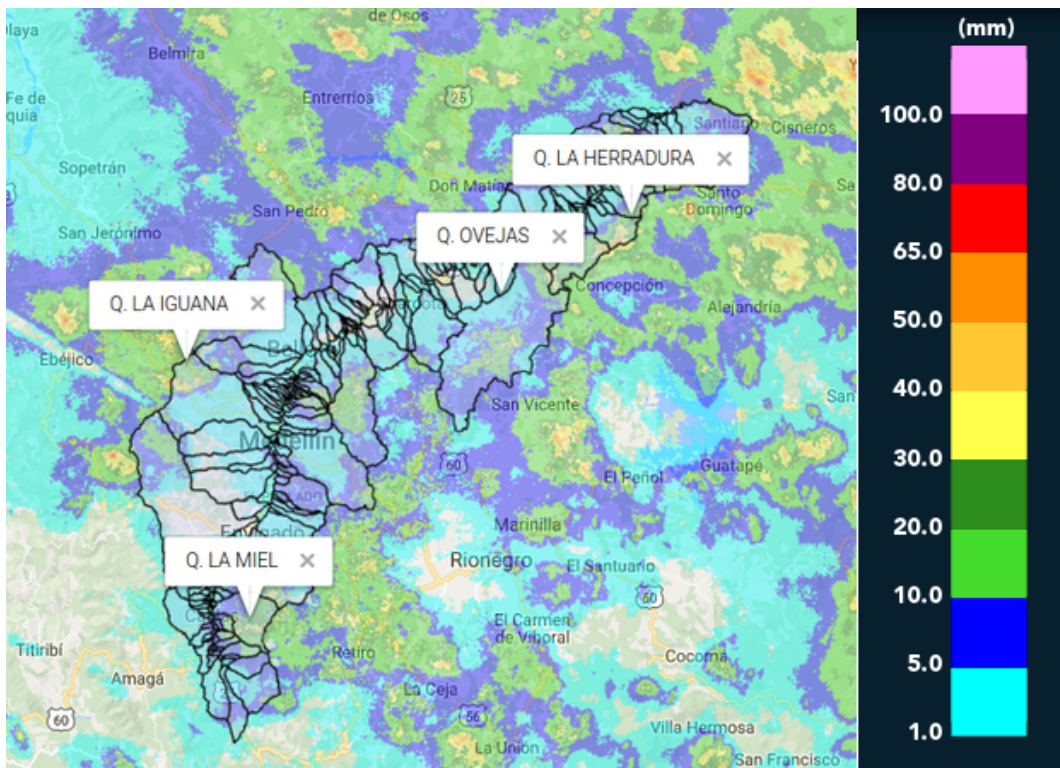 de Osos
Olaya
Belmira
(mm)
Entrerríos
25
100.0
Cisneros
Santiago
Q. LA HERRADURA ×
Sopetrán
Don Matías
80.0
Santo
Domingo
San Pedro
San Jerónimo
Q. OVEJAS ×
65.0
Concepción
Q. LA IGUANA ×
Alejandría
50.0
Ebéjico
40.0
San Vicente
Medellín
30.0
60
Guatapé
El Peñol
20.0
Marinilla
Envigado
Rionegro
El Santuario
Q. LA MIEL ×
10.0
60
El Carmen
de Viboral
Titiribí
Retiro
Cocorná
5.0
Amagá
La Ceja
60
56
Villa Hermosa
1.0
La Unión
San Francisco